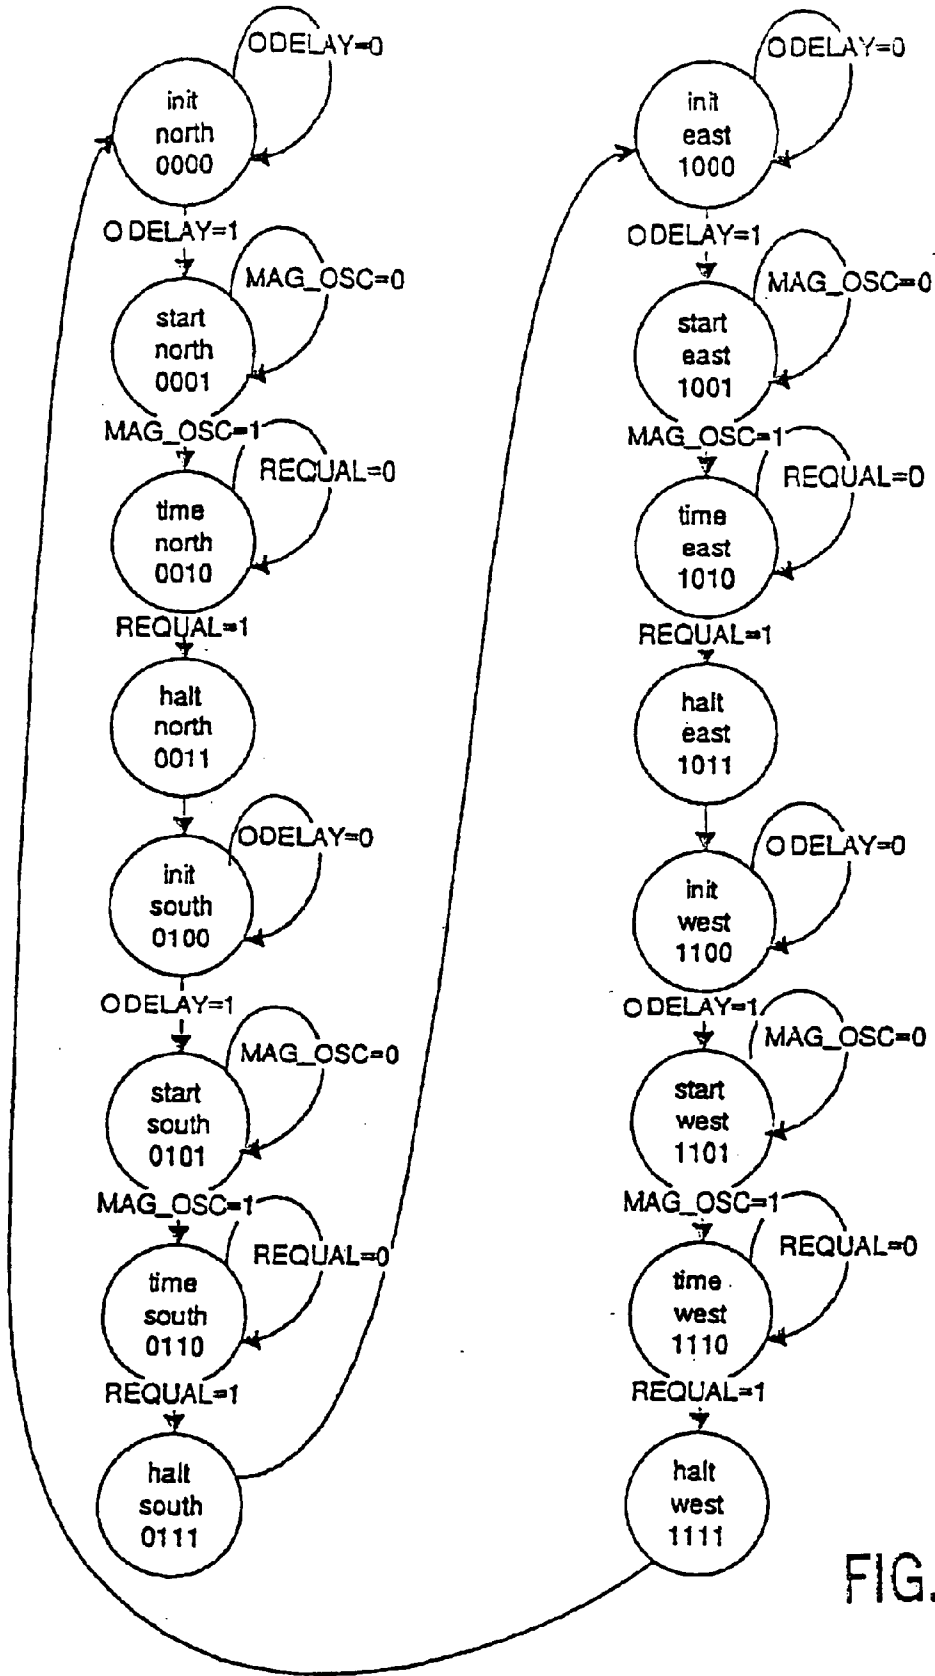 ODELAY=0
init
north
0000
ODELAY=1
MAG_OSC=0
start
north
0001
MAG_OSC=1
REQUAL=0
time
north
0010
REQUAL=1
halt
north
0011
ODELAY=0
init
south
0100
ODELAY=1
MAG_OSC=0
start
south
0101
MAG_OSC=1
REQUAL=0
time
south
0110
REQUAL=1
halt
south
0111
ODELAY=0
init
east
1000
ODELAY=1
MAG_OSC=0
start
east
1001
MAG_OSC=1
REQUAL=0
time
east
1010
REQUAL=1
halt
east
1011
ODELAY=0
init
west
1100
ODELAY=1
MAG_OSC=0
start
west
1101
MAG_OSC=1
REQUAL=0
time
west
1110
REQUAL=1
halt
west
1111
FIG.